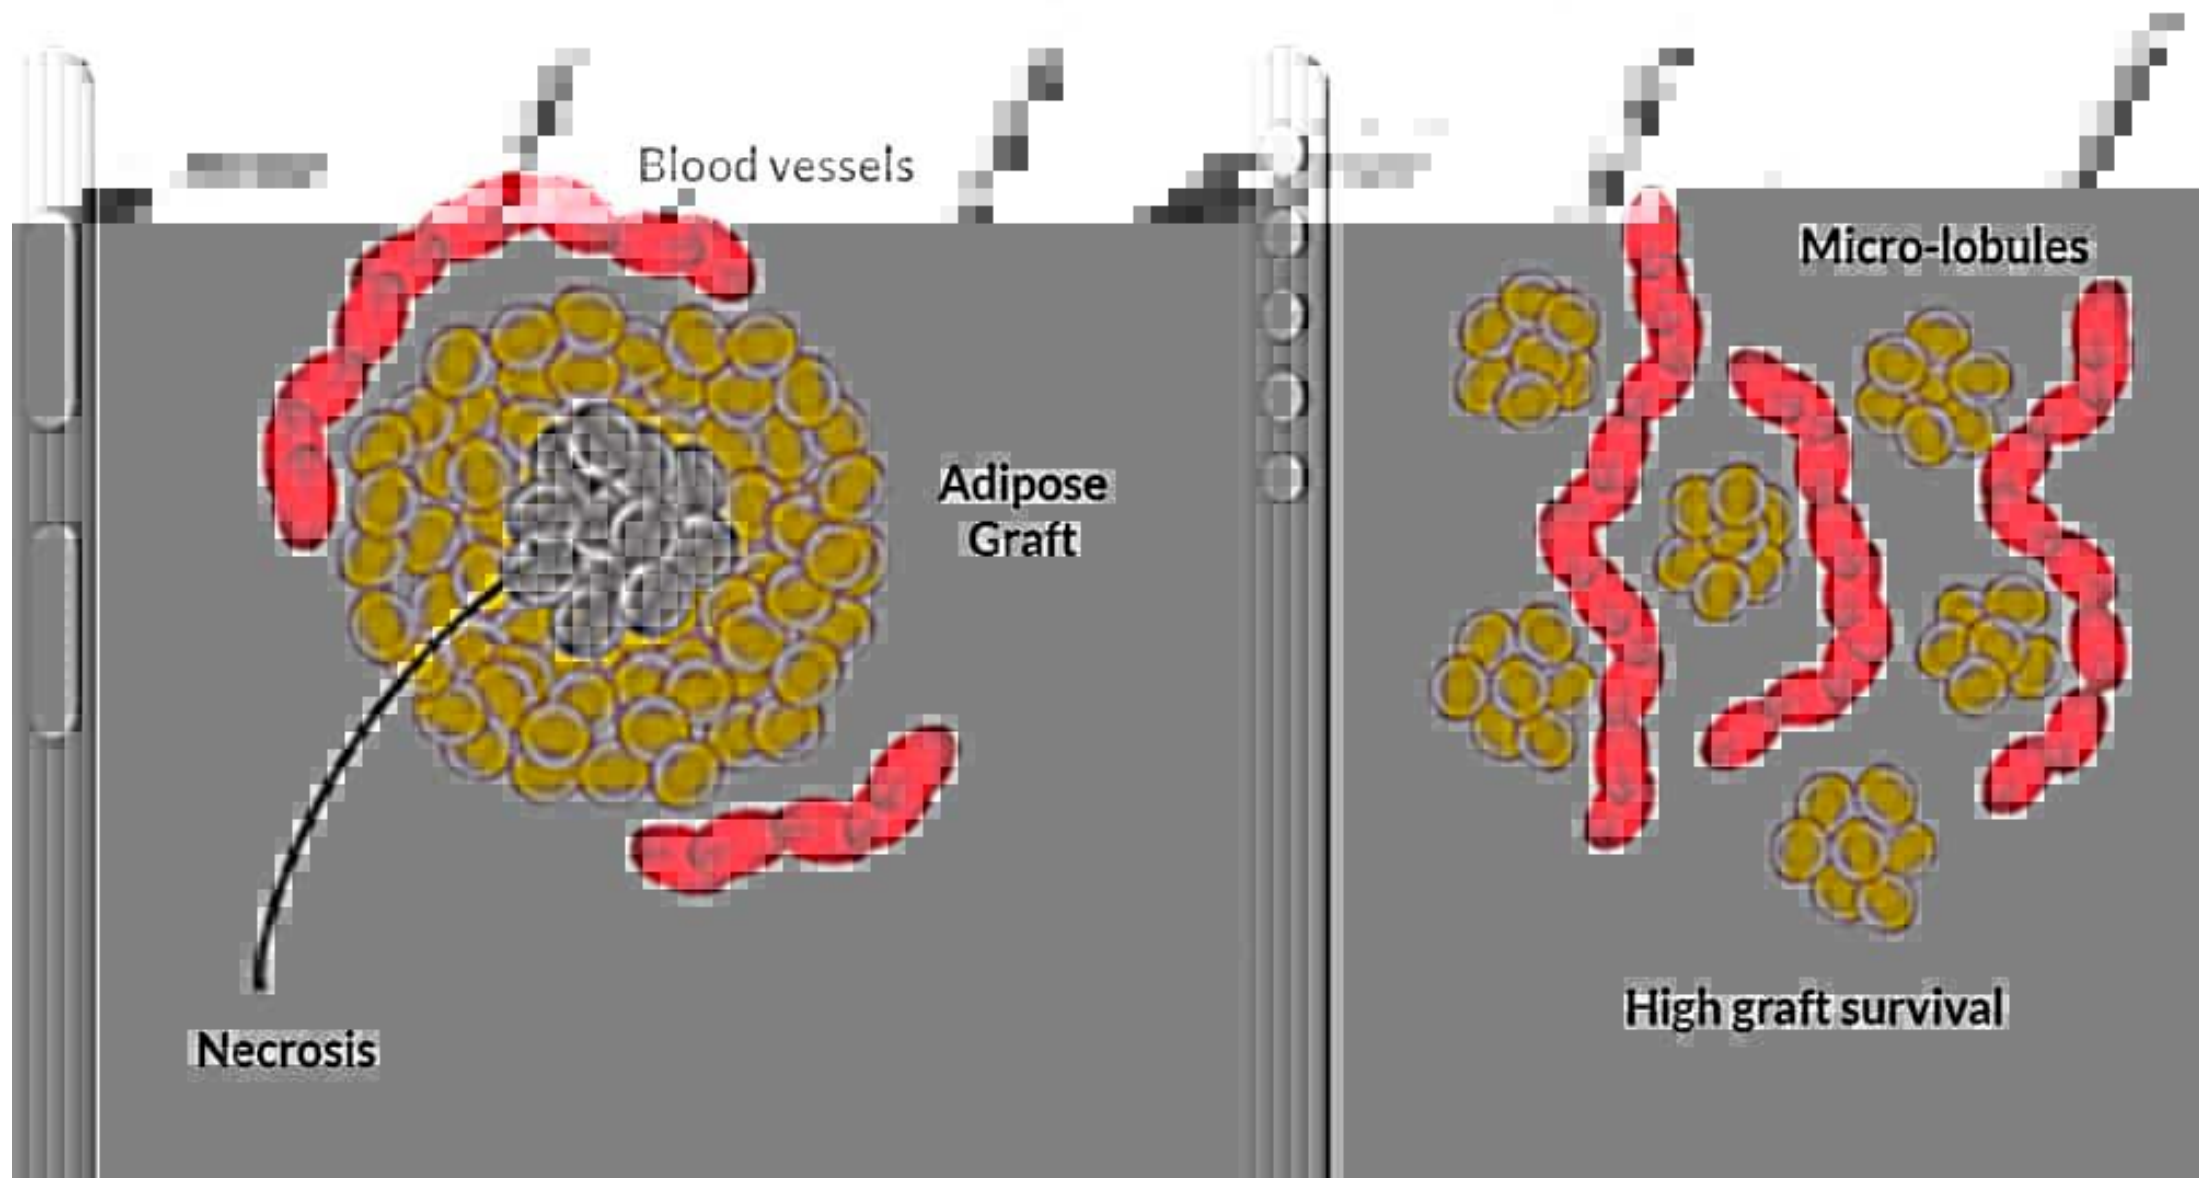 Blood vessels
Adipose
Graft
Necrosis
Micro-lobules
High graft survival